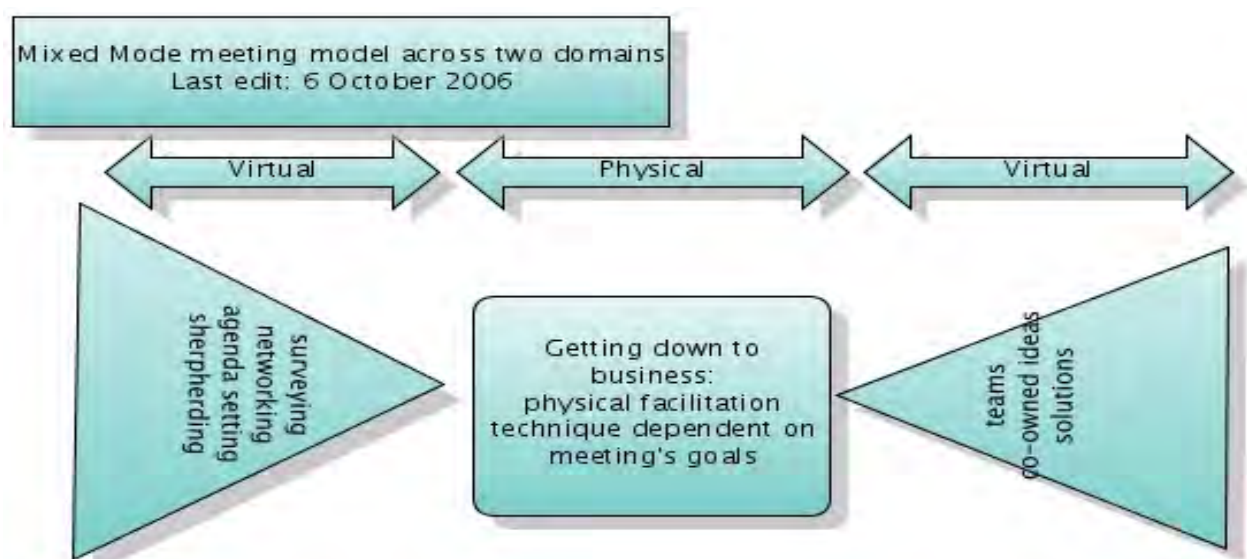 Mixed Mode meeting model across two domains
Last edit: 6 October 2006
Virtual
Physical
Virtual
surveying
networking
agenda setting
sherpherding
Getting down to
business:
physical facilitation
technique dependent on
meeting's goals
teams
co-owned ideas
solutions